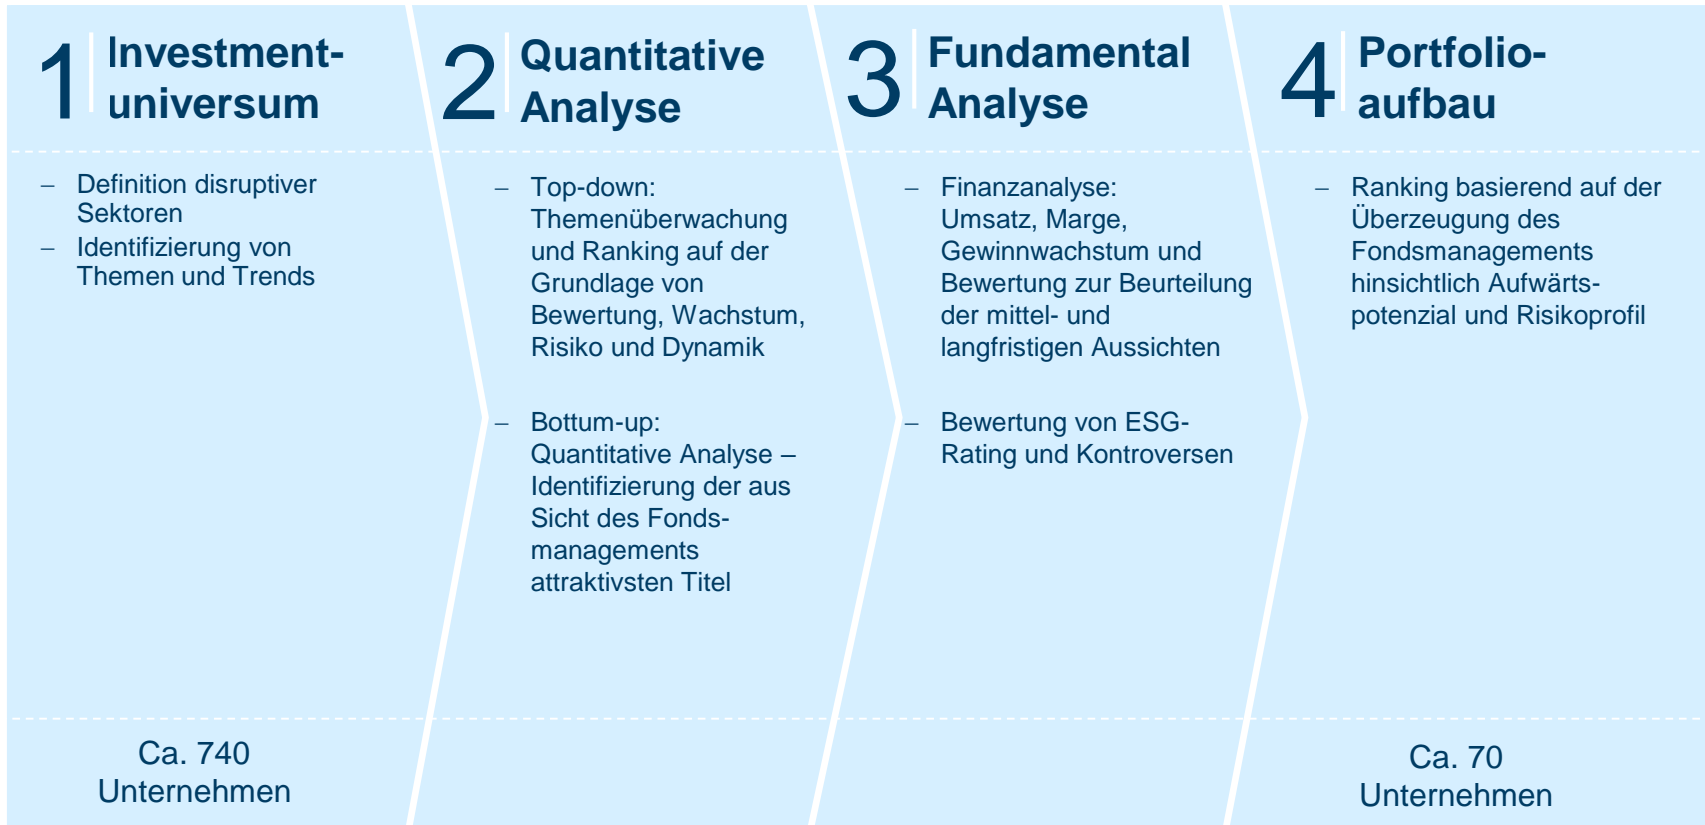 1
Investment-
universum
– Definition disruptiver
Sektoren
– Identifizierung von
Themen und Trends
Ca. 740
Unternehmen
2
Quantitative
Analyse
– Top-down:
Themenüberwachung
und Ranking auf der
Grundlage von
Bewertung, Wachstum,
Risiko und Dynamik
– Bottum-up:
Quantitative Analyse –
Identifizierung der aus
Sicht des Fonds-
managements
attraktivsten Titel
3
Fundamental
Analyse
– Finanzanalyse:
Umsatz, Marge,
Gewinnwachstum und
Bewertung zur Beurteilung
der mittel- und
langfristigen Aussichten
– Bewertung von ESG-
Rating und Kontroversen
4
Portfolio-
aufbau
– Ranking basierend auf der
Überzeugung des
Fondsmanagements
hinsichtlich Aufwärts-
potenzial und Risikoprofil
Ca. 70
Unternehmen